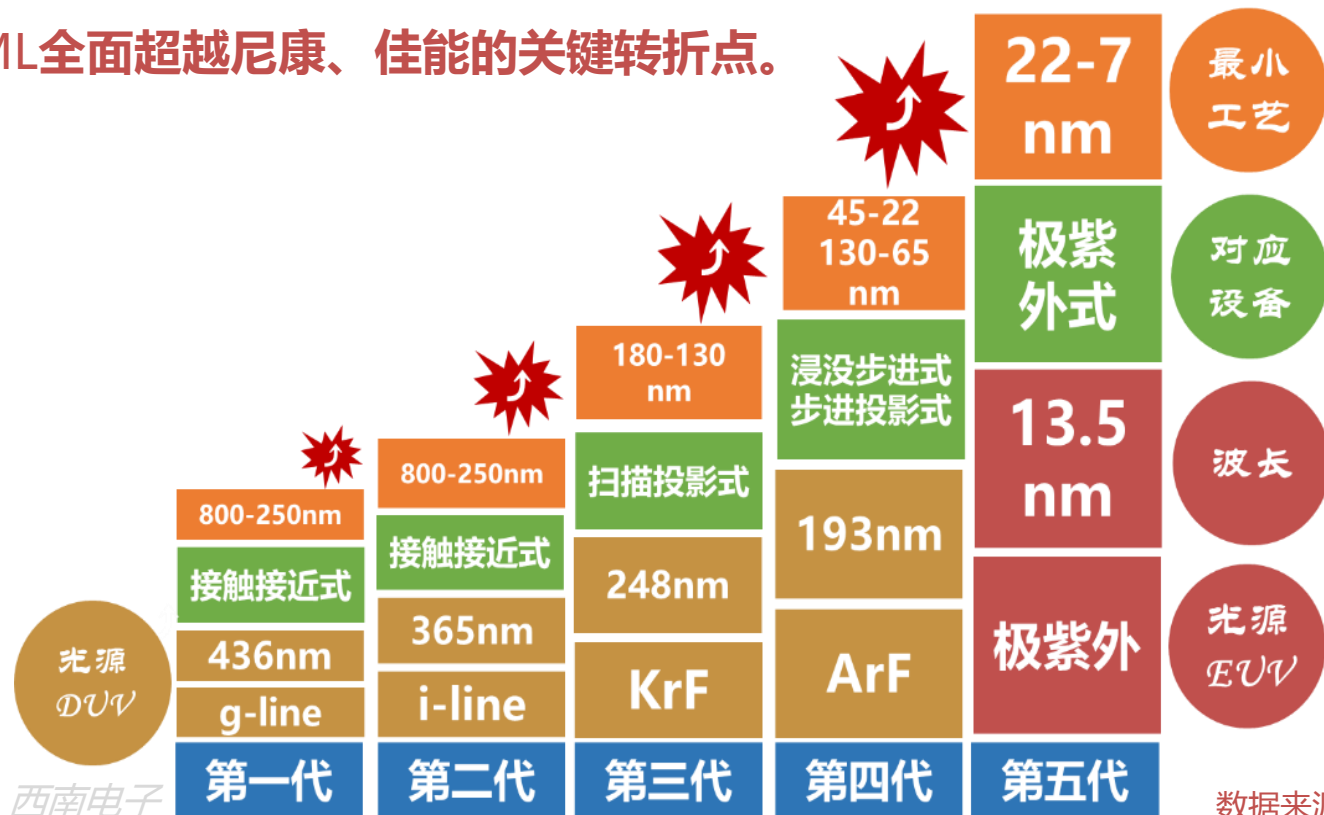 ML全面超越尼康、佳能的关键转折点。
22-7
nm
最小
工艺
45-22
130-65
nm
极紫
外式
对应
设备
180-130
nm
浸没步进式
步进投影式
13.5
nm
波长
800-250nm
扫描投影式
193nm
800-250nm
接触接近式
248nm
接触接近式
365nm
极紫外
光源
EUV
光源
DUV
436nm
KrF
ArF
g-line
i-line
第一代
第二代
第三代
第四代
第五代
西南电子
数据来源